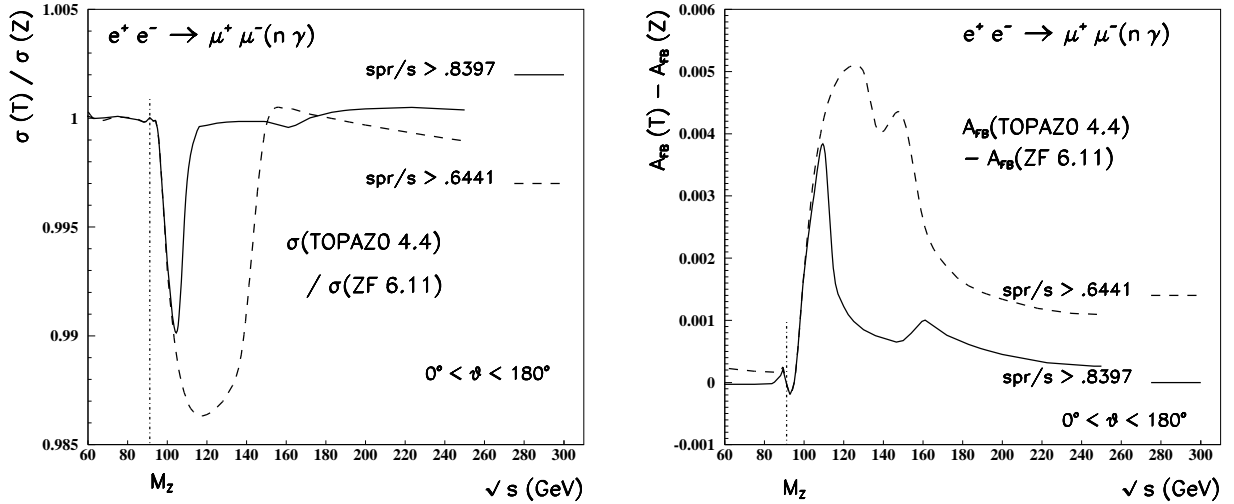 σ (T) / σ (Z)
e⁺ e⁻ → μ⁺ μ⁻(n γ)
spr/s > .8397
spr/s > .6441
σ(TOPAZ0 4.4)
/ σ(ZF 6.11)
0° < ϑ < 180°
1.005
1
0.995
0.99
0.985
60 80 100 120 140 160 180 200 220 240 260 280 300
M_Z
√ s (GeV)
A_FB (T) − A_FB (Z)
e⁺ e⁻ → μ⁺ μ⁻(n γ)
A_FB(TOPAZ0 4.4)
− A_FB(ZF 6.11)
spr/s > .6441
spr/s > .8397
0° < ϑ < 180°
0.006
0.005
0.004
0.003
0.002
0.001
0
-0.001
60 80 100 120 140 160 180 200 220 240 260 280 300
M_Z
√ s (GeV)